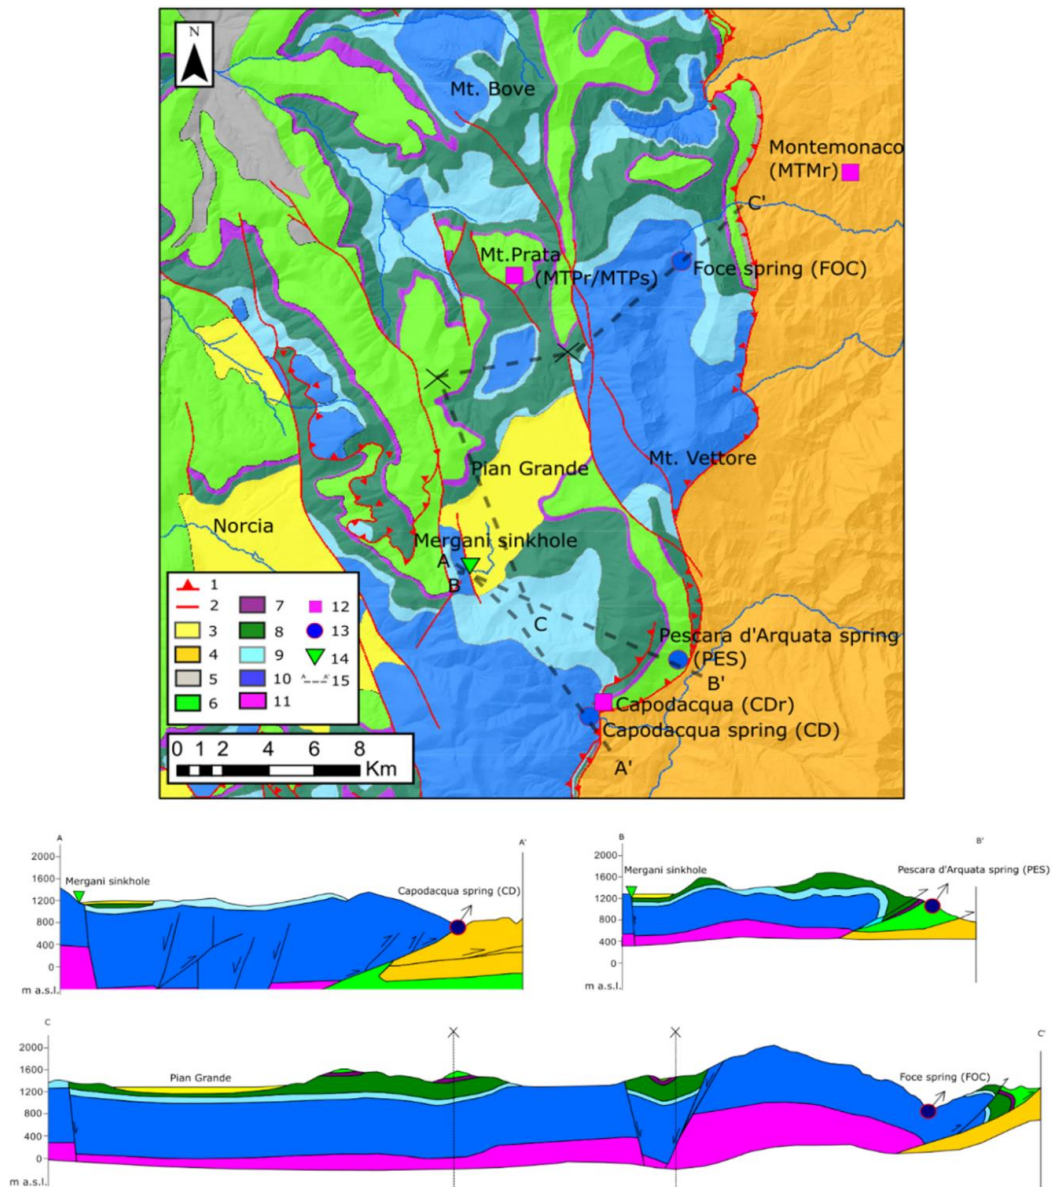 N
Mt. Bove
Montemonaco
(MTMr)
C'
Mt.Prata
(MTPr/MTPs)
Foce spring (FOC)
Mt. Vettore
Pian Grande
Norcia
Mergani sinkhole
A
B
C
Pescara d'Arquata spring
(PES)
B'
Capodacqua (CDr)
Capodacqua spring (CD)
A'
1 7 12
2 8 13
3 9 14
4 10 A A' 15
5 11
6
0 1 2 4 6 8
Km
A A'
2000
1600
1200
800
400
0
m a.s.l.
Mergani sinkhole
Capodacqua spring (CD)
B B'
2000
1600
1200
800
400
0
m a.s.l.
Mergani sinkhole
Pescara d'Arquata spring (PES)
C C'
2000
1600
1200
800
400
0
m a.s.l.
Pian Grande
Foce spring (FOC)